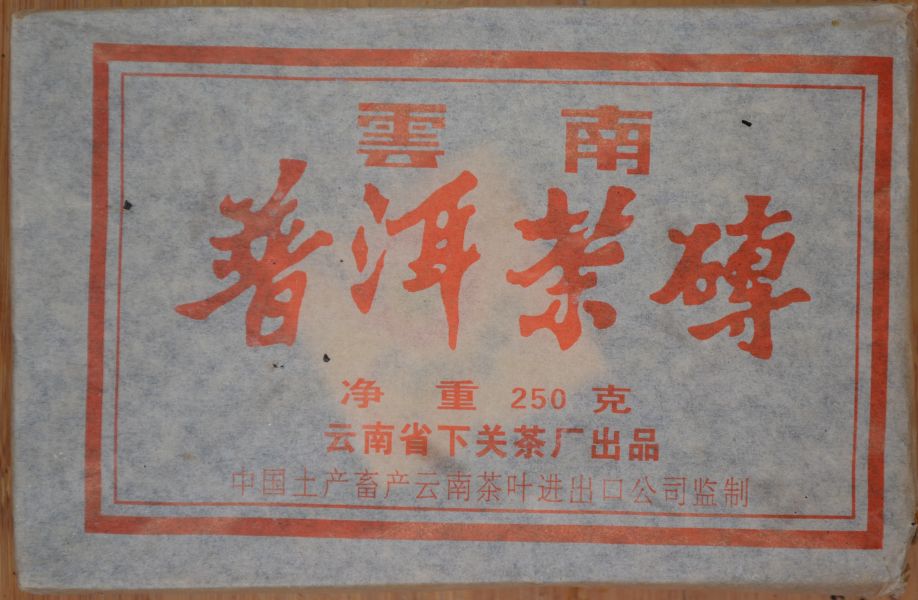 雲南
普洱茶磚
净重 250 克
云南省下关茶厂出品
中国土产畜产云南茶叶进出口公司监制